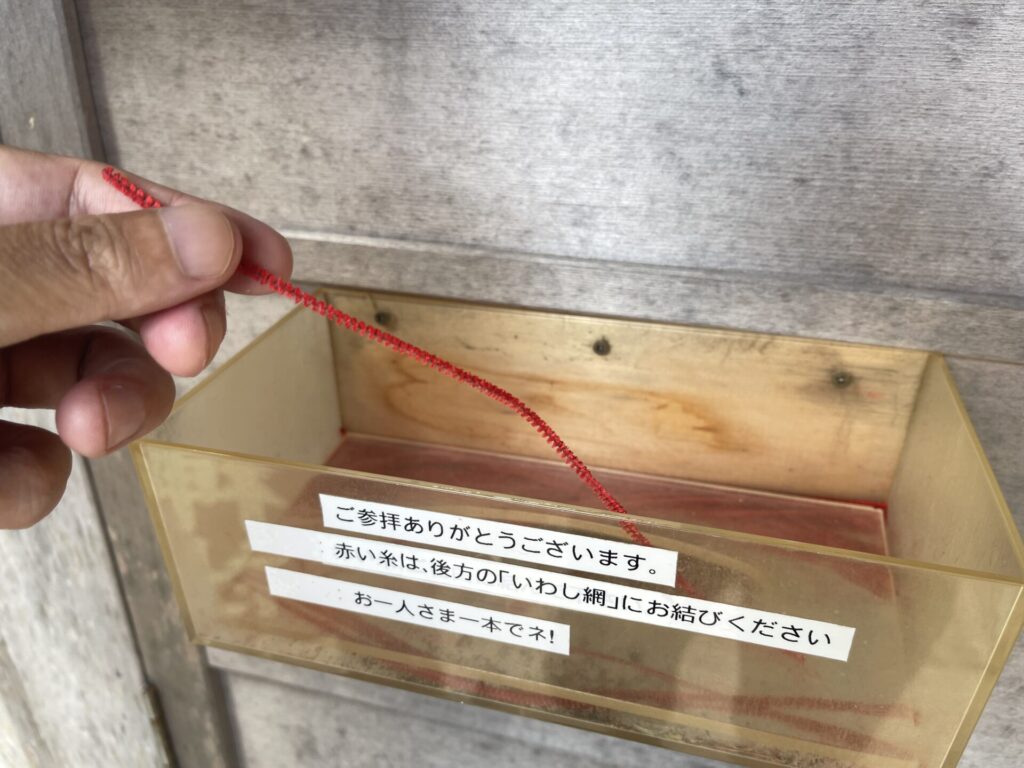 ご参拝ありがとうございます。
赤い糸は、後方の「いわし網」にお結びください
お一人さま一本でネ!